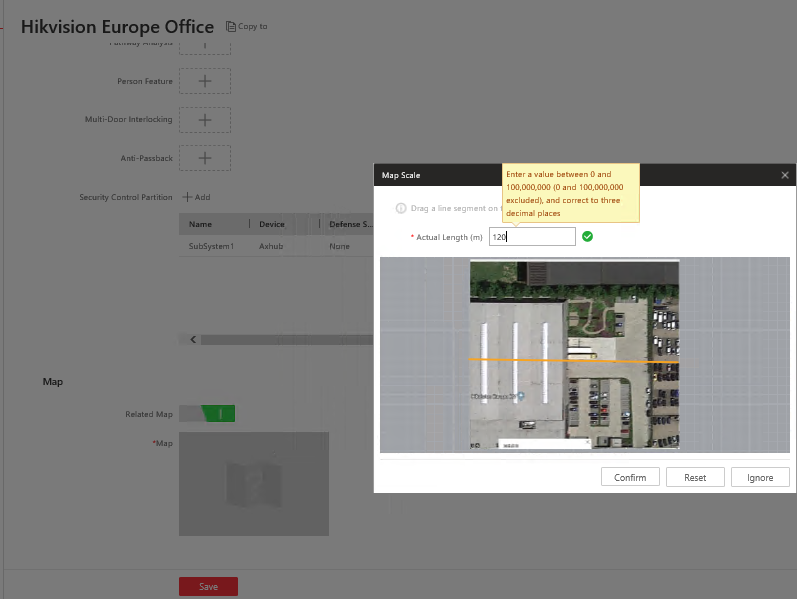 Hikvision Europe Office
Copy to
Pathway Analysis
Person Feature
Multi-Door Interlocking
Anti-Passback
Security Control Partition
Add
Name
Device
Defense S...
SubSystem1
Axhub
None
Map
Related Map
*Map
Save
Map Scale
Enter a value between 0 and
100,000,000 (0 and 100,000,000
excluded), and correct to three
decimal places
Drag a line segment on
* Actual Length (m)
120
Confirm
Reset
Ignore